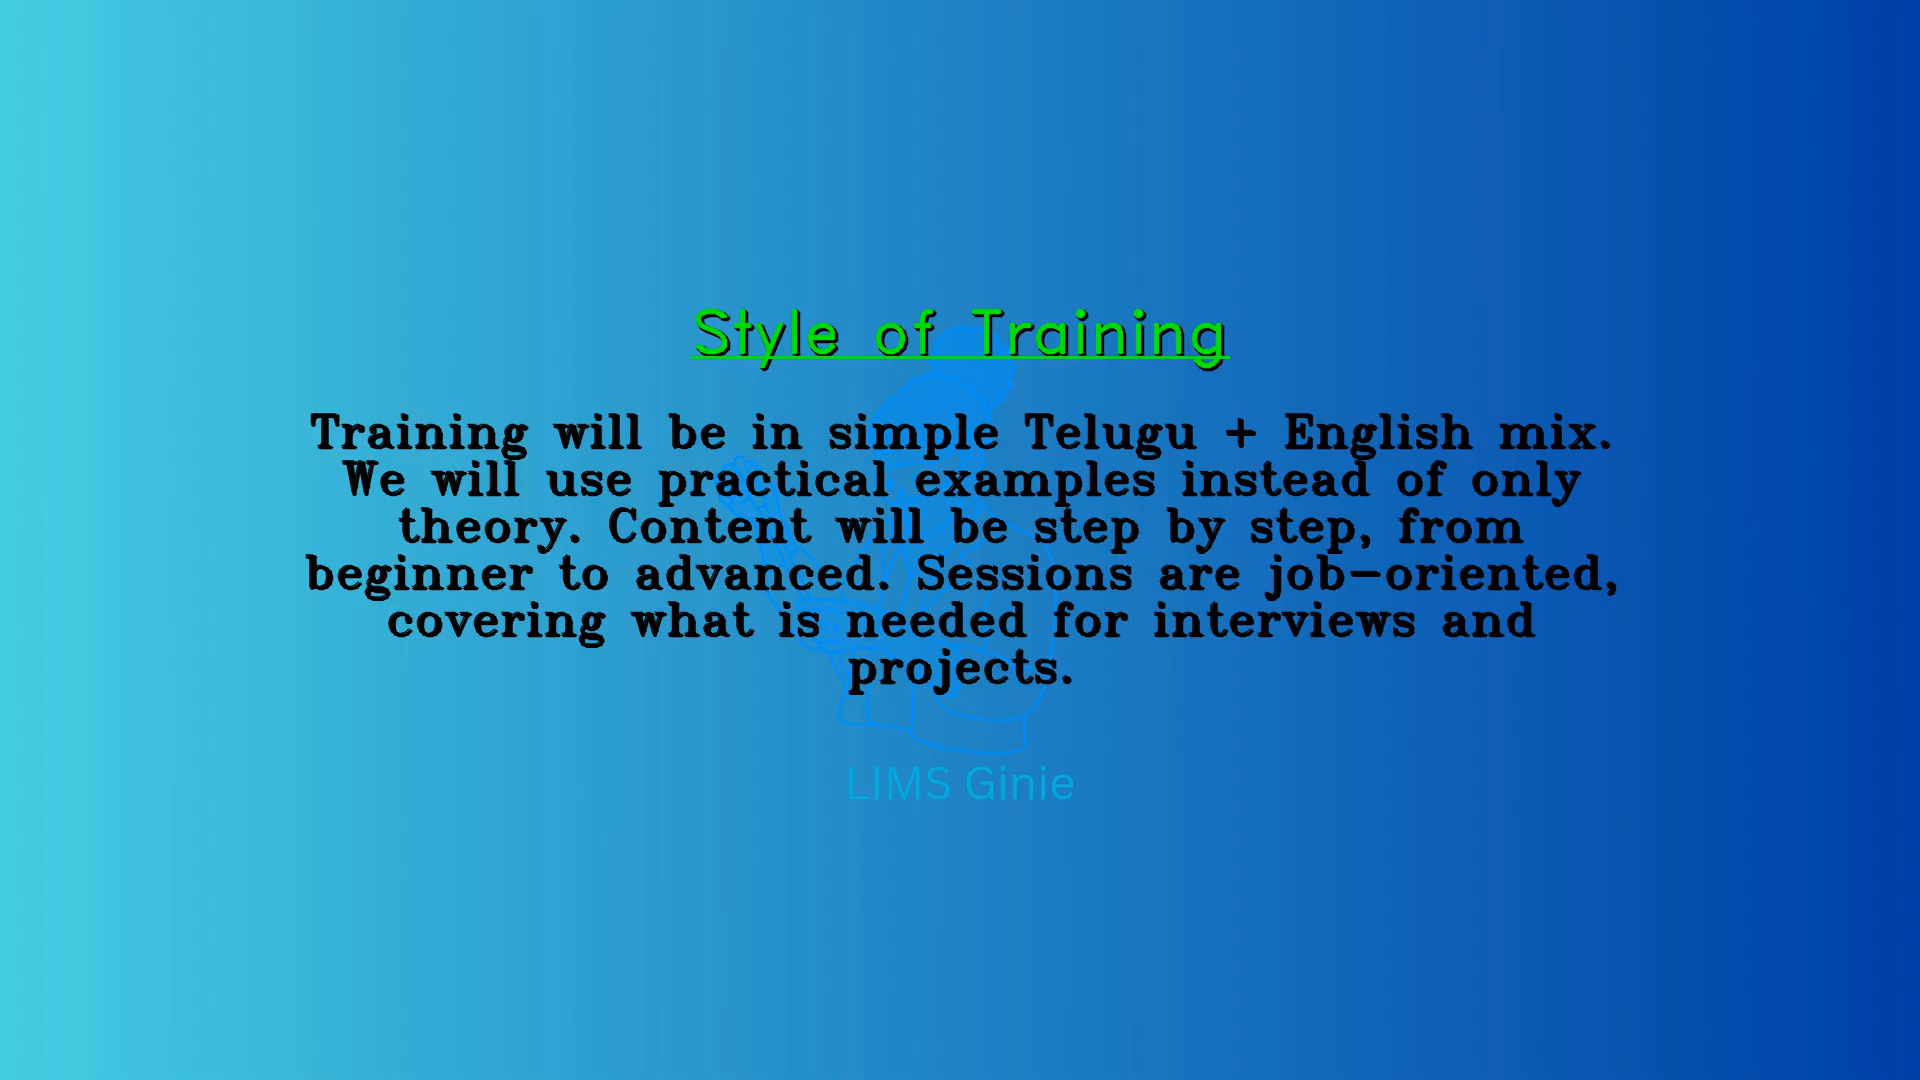 Style of Training
Training will be in simple Telugu + English mix.
We will use practical examples instead of only
theory. Content will be step by step, from
beginner to advanced. Sessions are job-oriented,
covering what is needed for interviews and
projects.
LIMS Ginie